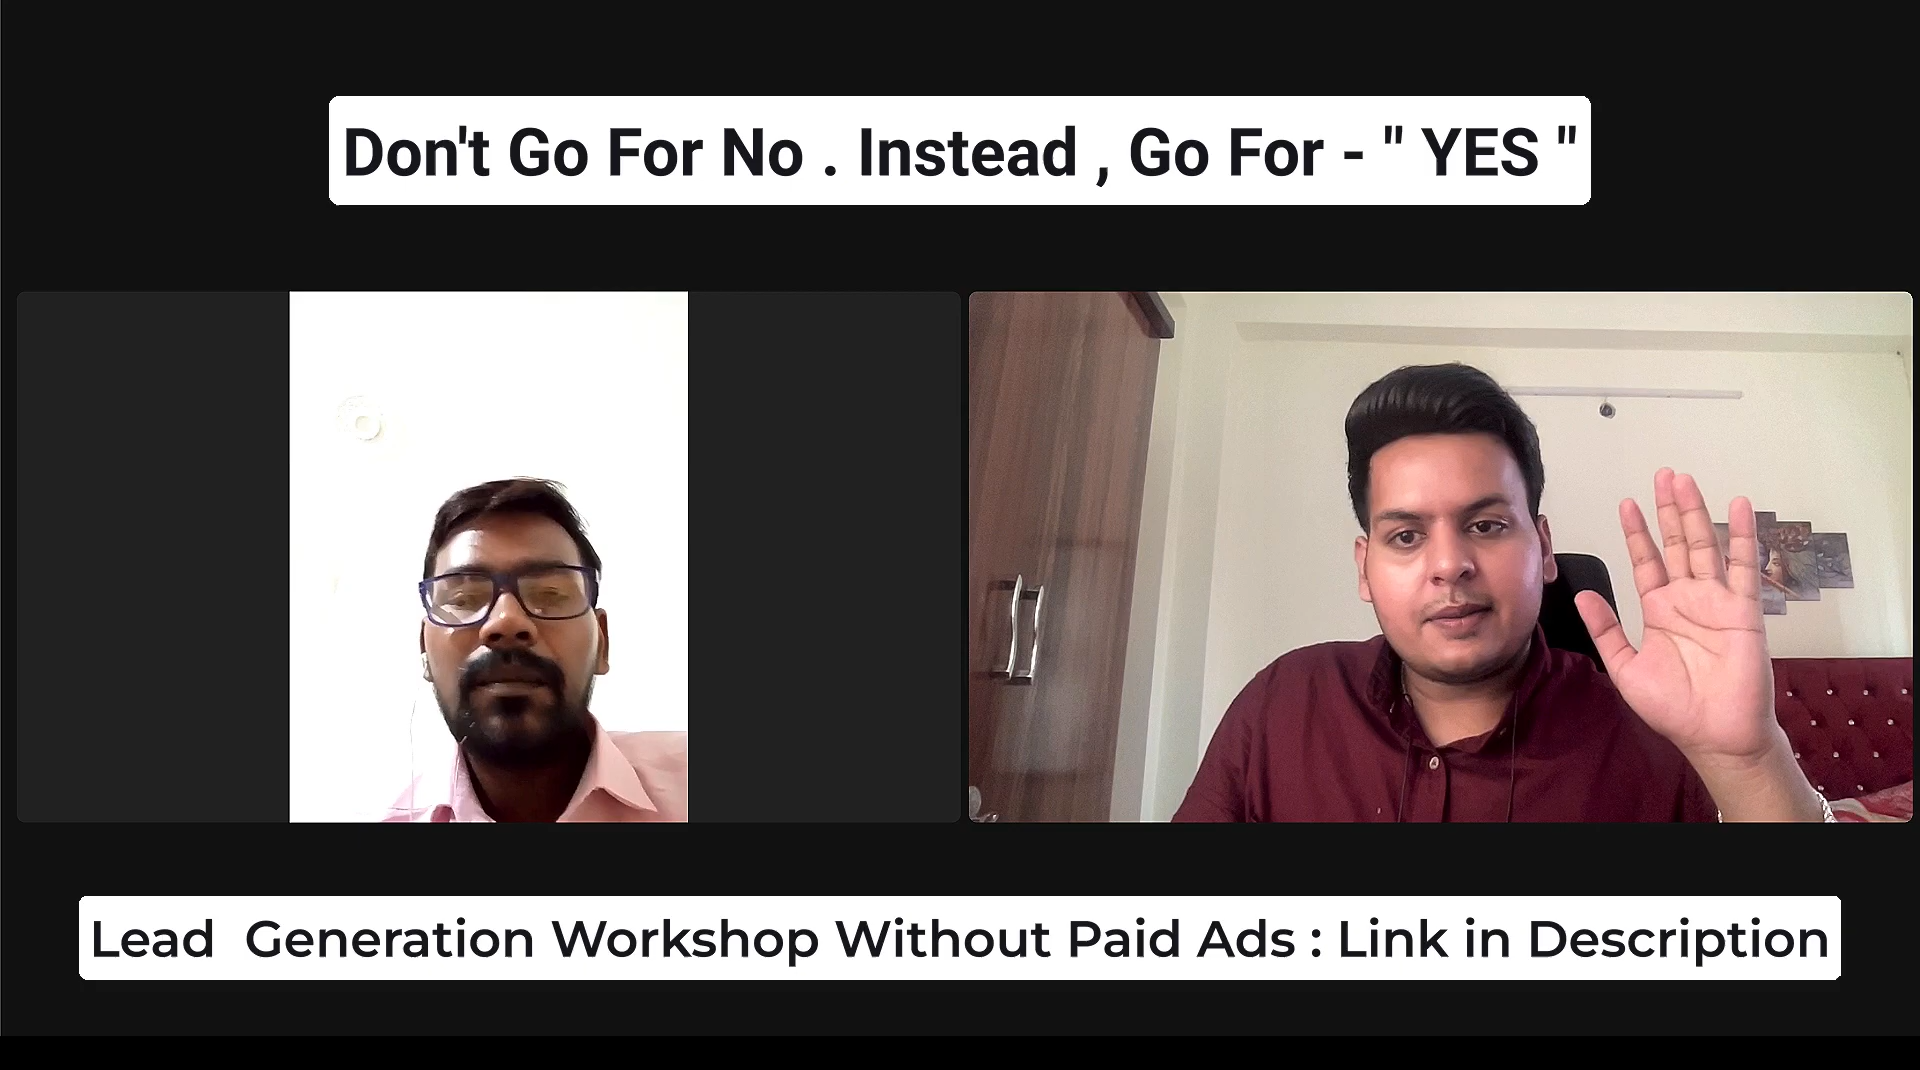 Don't Go For No . Instead , Go For - " YES "
Lead  Generation Workshop Without Paid Ads : Link in Description